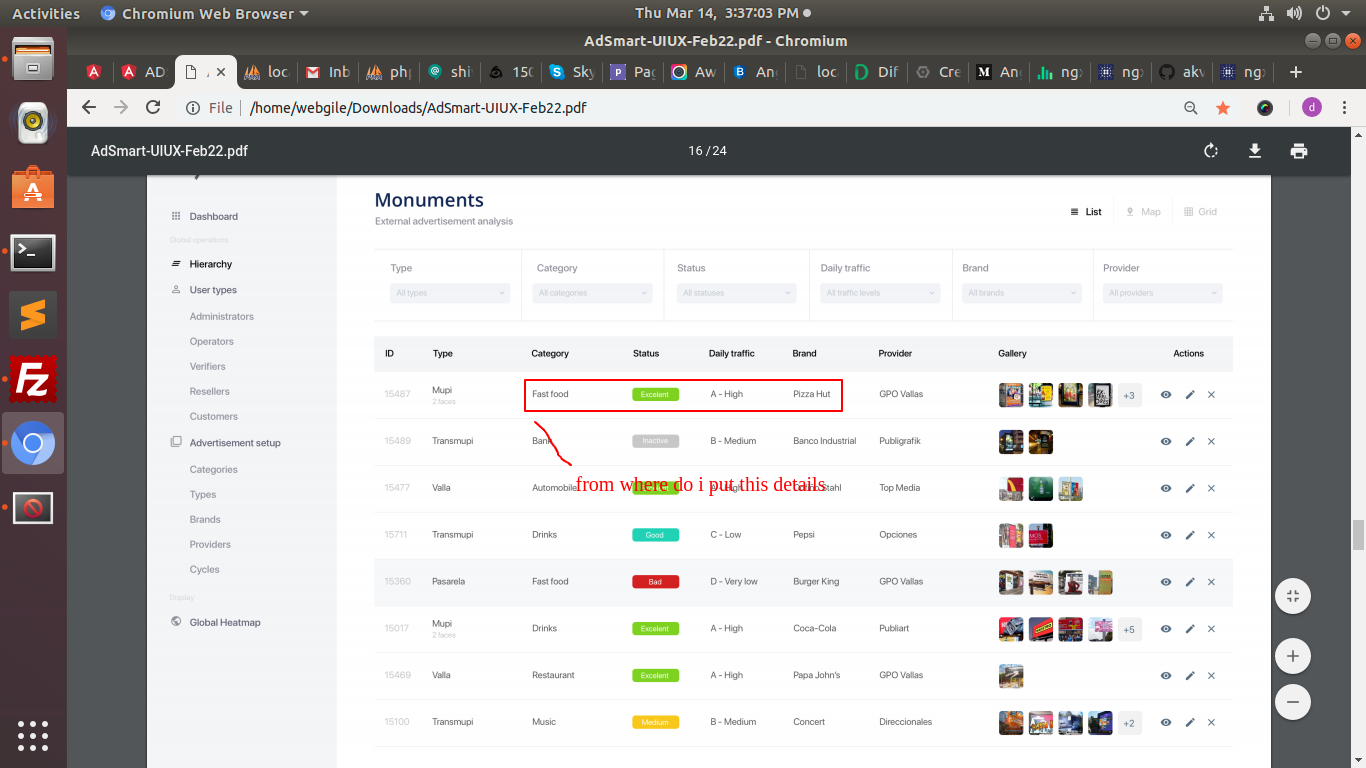 Activities Chromium Web Browser Thu Mar 14, 3:37:03 PM
AdSmart-UIUX-Feb22.pdf - Chromium
AD loc Inb ph shi 150 Sky Pag Aw An loc Dif Cre An ngx ngx akv ngx
File /home/webgile/Downloads/AdSmart-UIUX-Feb22.pdf d
AdSmart-UIUX-Feb22.pdf 16 / 24
Dashboard
Global operations
Hierarchy
User types
Administrators
Operators
Verifiers
Resellers
Customers
Advertisement setup
Categories
Types
Brands
Providers
Cycles
Display
Global Heatmap
Monuments
External advertisement analysis
List Map Grid
Type Category Status Daily traffic Brand Provider
All types All categories All statuses All traffic levels All brands All providers
ID Type Category Status Daily traffic Brand Provider Gallery Actions
15487 Mupi Fast food Excelent A - High Pizza Hut GPO Vallas +3
2 faces
15489 Transmupi Bank Inactive B - Medium Banco Industrial Publigrafik
15477 Valla Automobile Top Media
from where do i put this details
15711 Transmupi Drinks Good C - Low Pepsi Opciones
15360 Pasarela Fast food Bad D - Very low Burger King GPO Vallas
15017 Mupi Drinks Excelent A - High Coca-Cola Publiart +5
2 faces
15469 Valla Restaurant Excelent A - High Papa John's GPO Vallas
15100 Transmupi Music Medium B - Medium Concert Direccionales +2